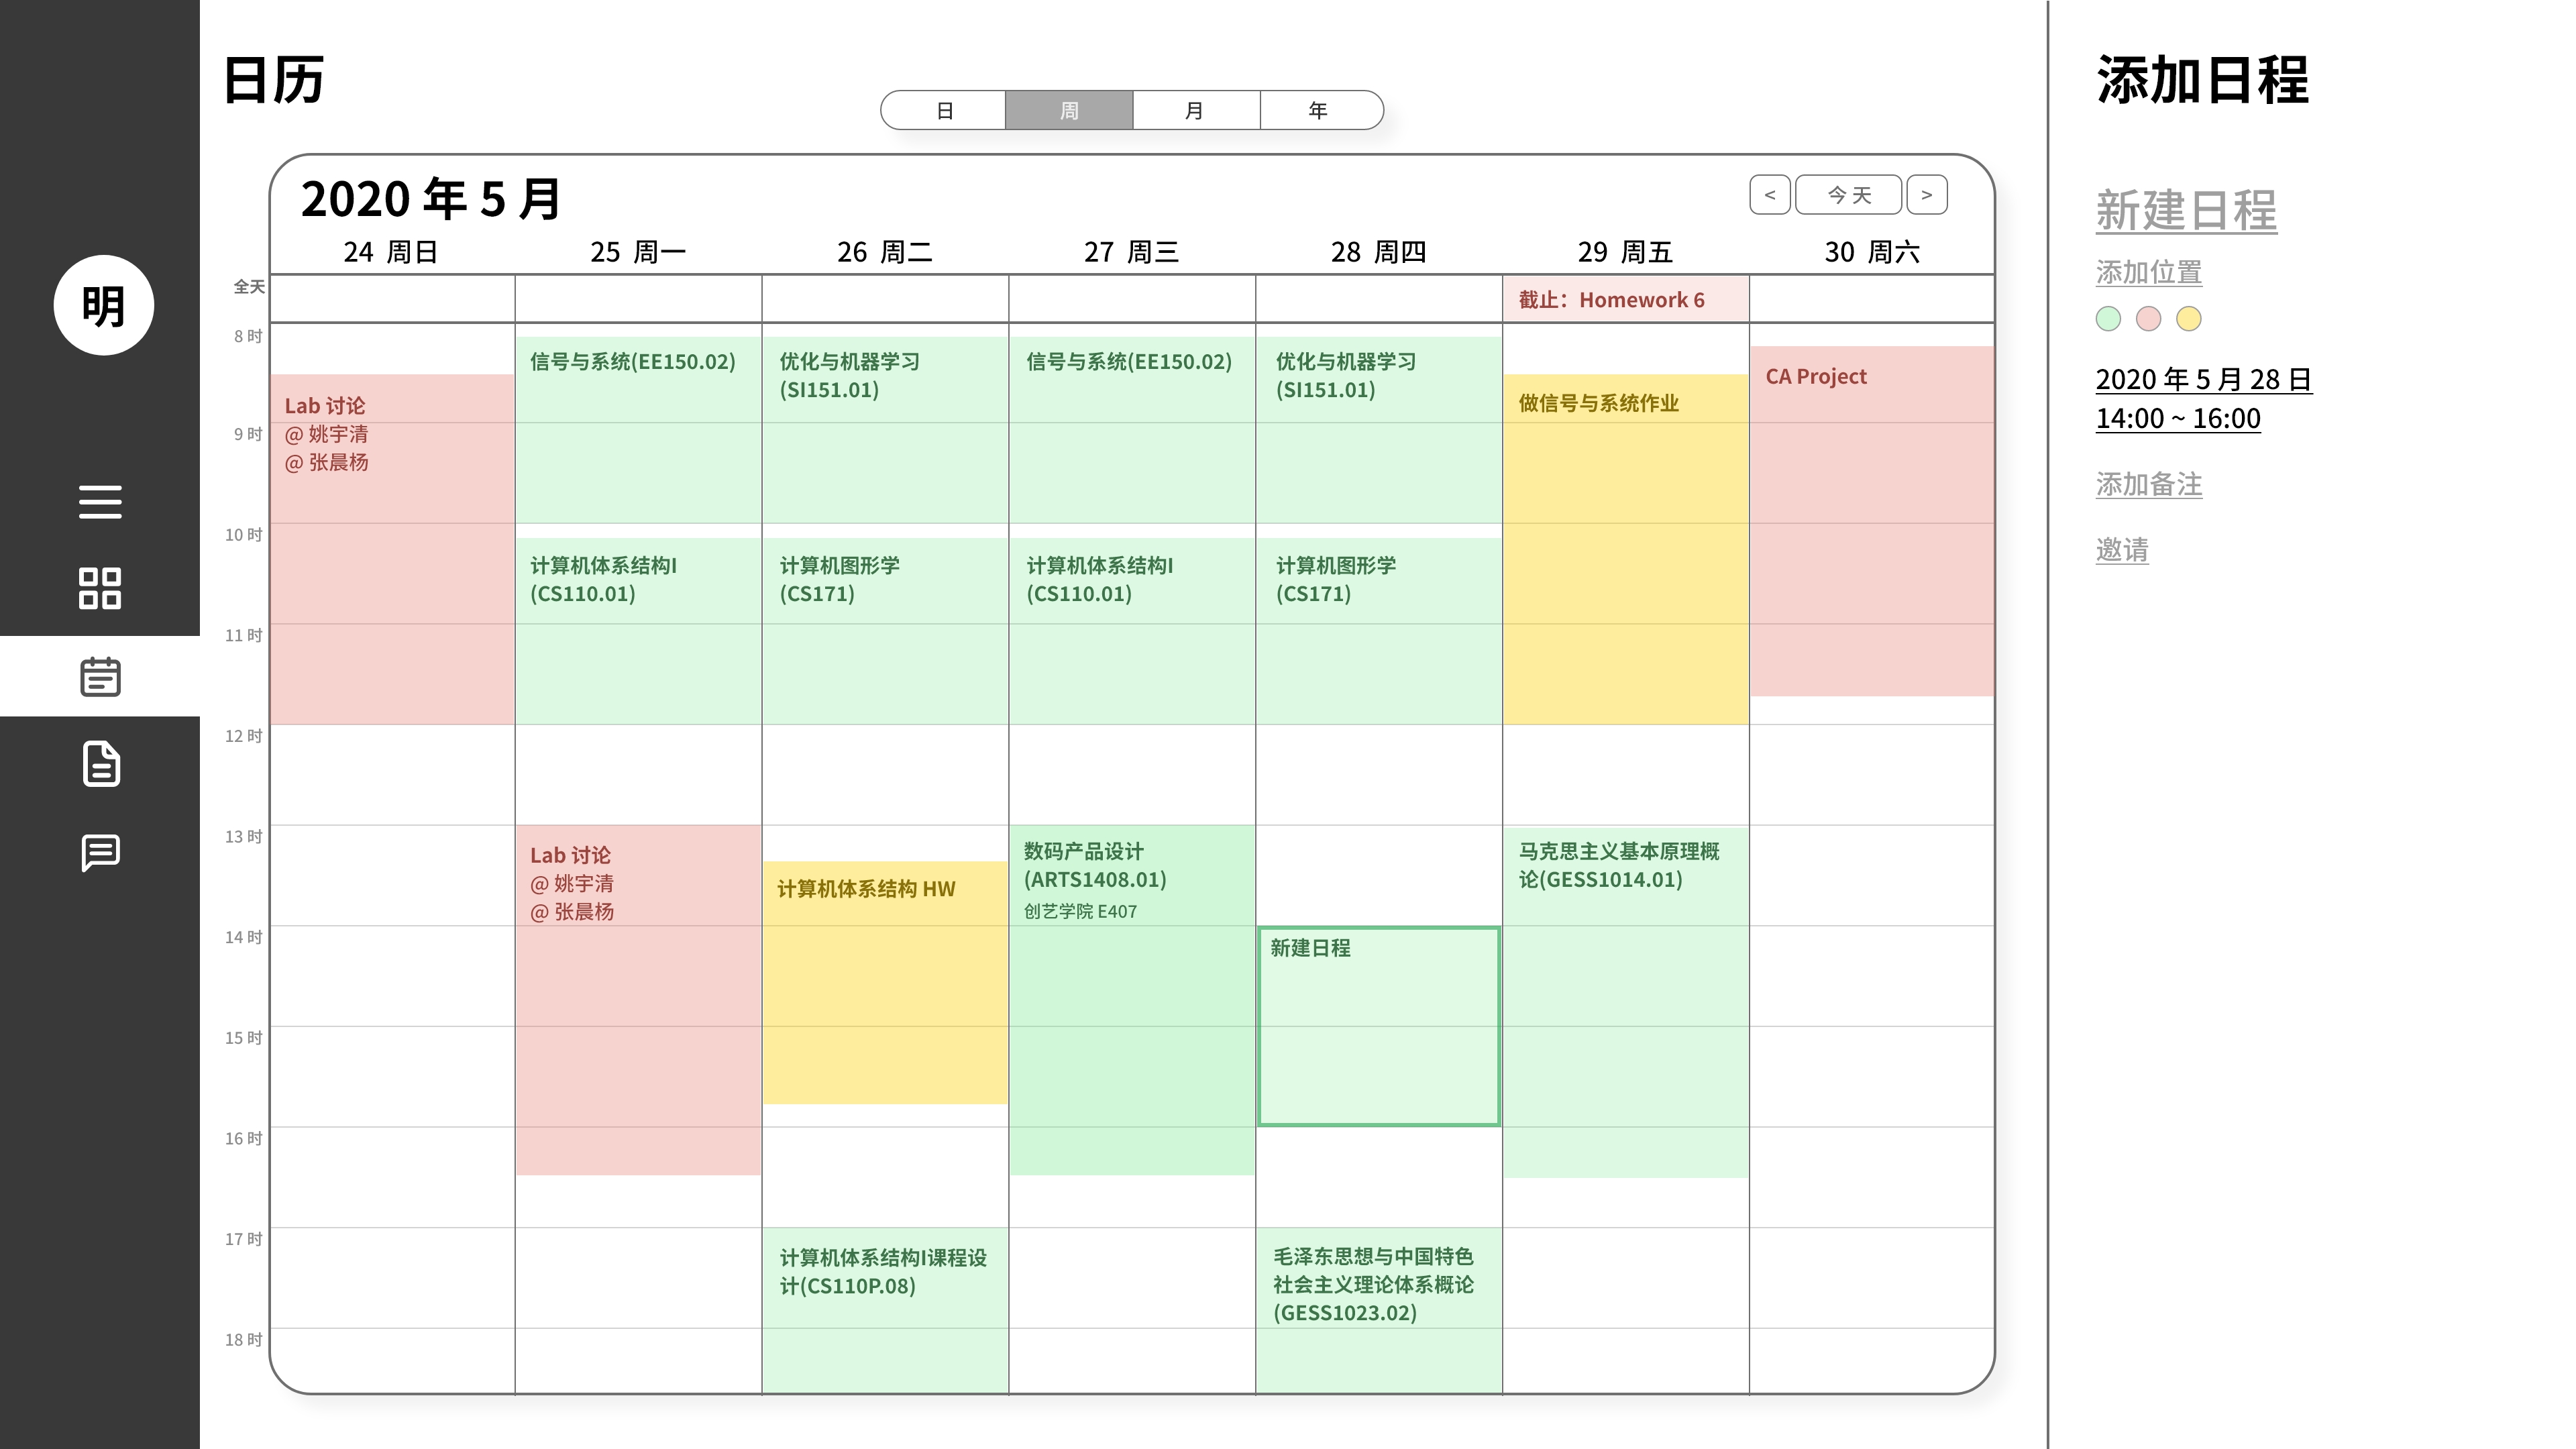 日历
日 周 月 年
明
2020 年 5 月
< 今 天 >
24 周日
25 周一
26 周二
27 周三
28 周四
29 周五
30 周六
全天
8 时
9 时
10 时
11 时
12 时
13 时
14 时
15 时
16 时
17 时
18 时
Lab 讨论
@ 姚宇清
@ 张晨杨
信号与系统(EE150.02)
计算机体系结构I
(CS110.01)
Lab 讨论
@ 姚宇清
@ 张晨杨
优化与机器学习
(SI151.01)
计算机图形学
(CS171)
计算机体系结构 HW
计算机体系结构I课程设
计(CS110P.08)
信号与系统(EE150.02)
计算机体系结构I
(CS110.01)
数码产品设计
(ARTS1408.01)
创艺学院 E407
优化与机器学习
(SI151.01)
计算机图形学
(CS171)
新建日程
毛泽东思想与中国特色
社会主义理论体系概论
(GESS1023.02)
截止：Homework 6
做信号与系统作业
马克思主义基本原理概
论(GESS1014.01)
CA Project
添加日程
新建日程
添加位置
2020 年 5 月 28 日
14:00 ~ 16:00
添加备注
邀请